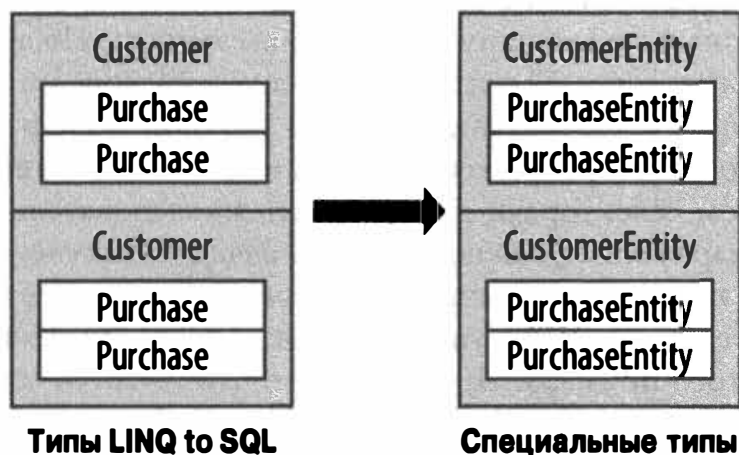 Customer
Purchase
Purchase
Customer
Purchase
Purchase
Типы LINQ to SQL
CustomerEntity
PurchaseEntity
PurchaseEntity
CustomerEntity
PurchaseEntity
PurchaseEntity
Специальные типы